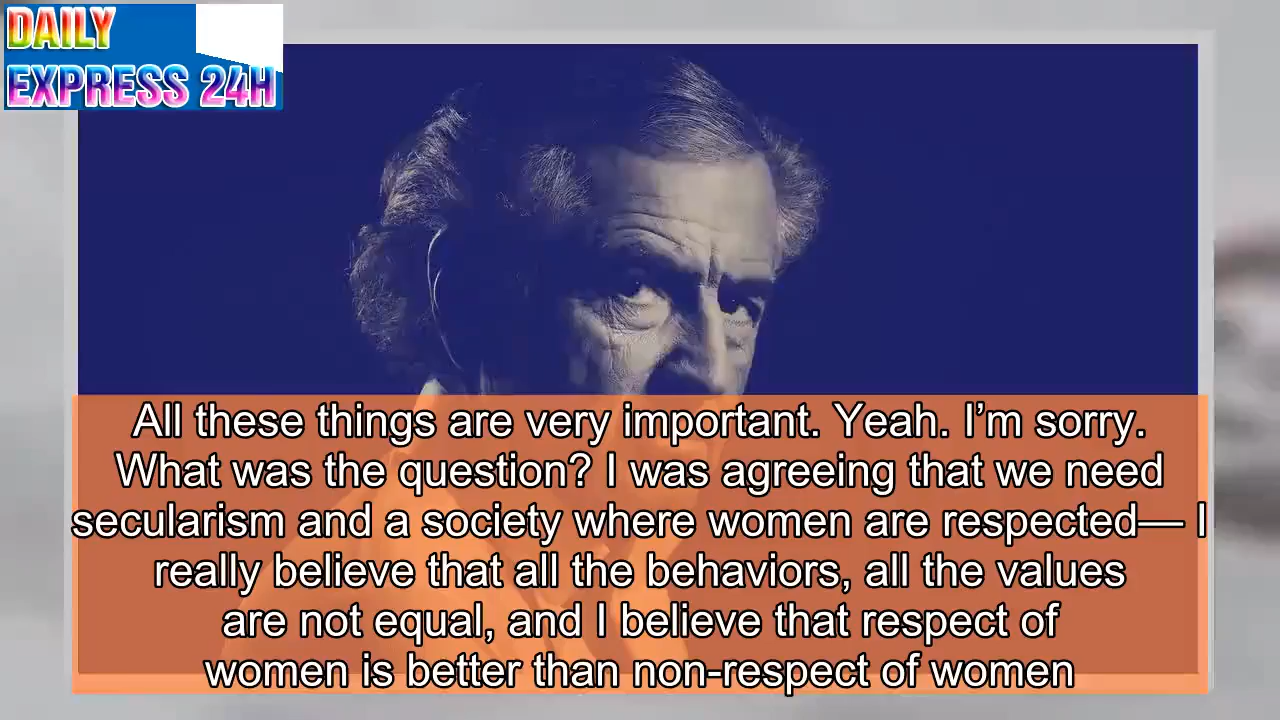 DAILY
EXPRESS 24H
All these things are very important. Yeah. I’m sorry.
What was the question? I was agreeing that we need
secularism and a society where women are respected— I
really believe that all the behaviors, all the values
are not equal, and I believe that respect of
women is better than non-respect of women